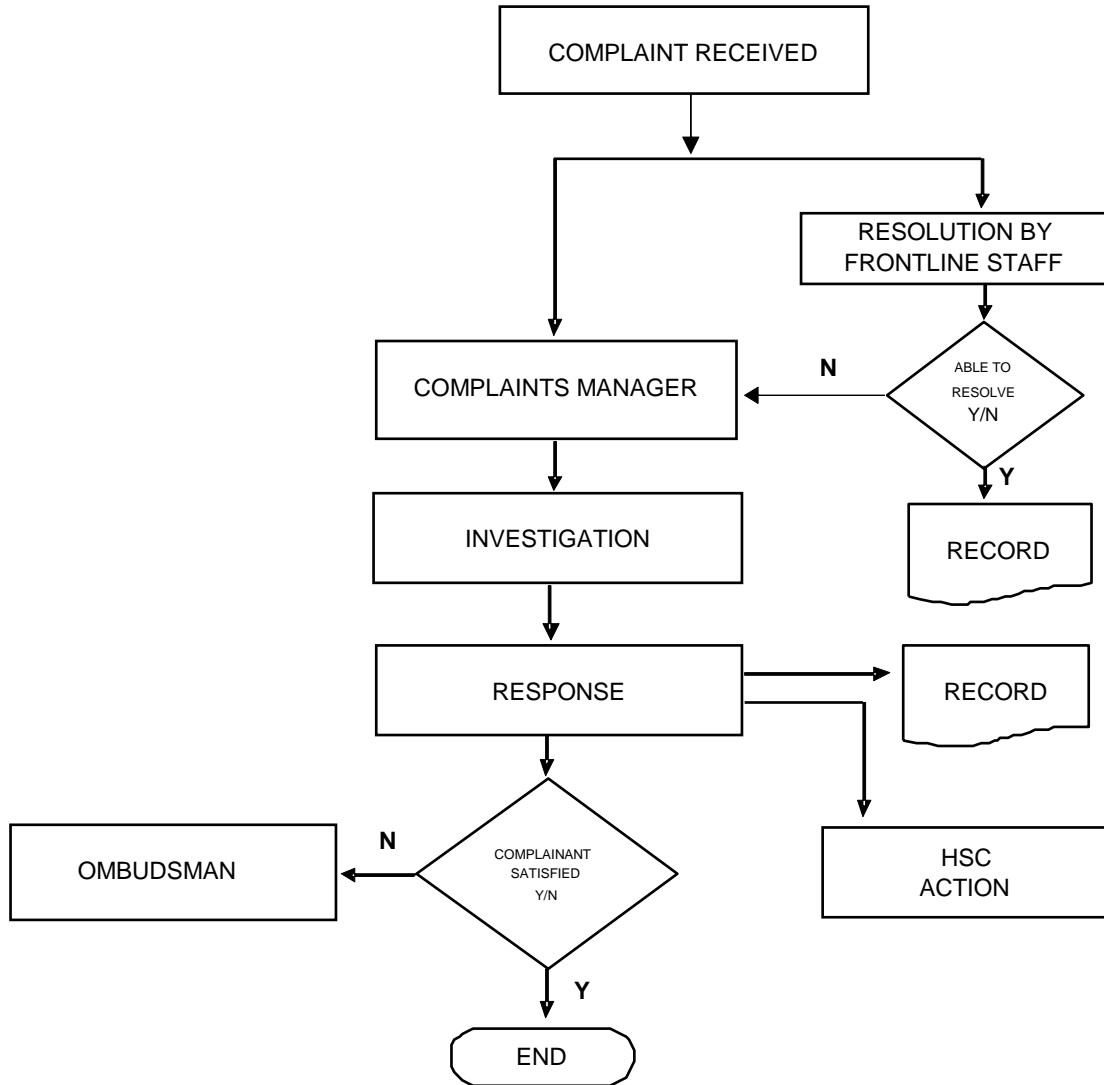 COMPLAINT RECEIVED
RESOLUTION BY
FRONTLINE STAFF
COMPLAINTS MANAGER
N
ABLE TO
RESOLVE
Y/N
Y
INVESTIGATION
RECORD
RESPONSE
RECORD
OMBUDSMAN
N
COMPLAINANT
SATISFIED
Y/N
HSC
ACTION
Y
END